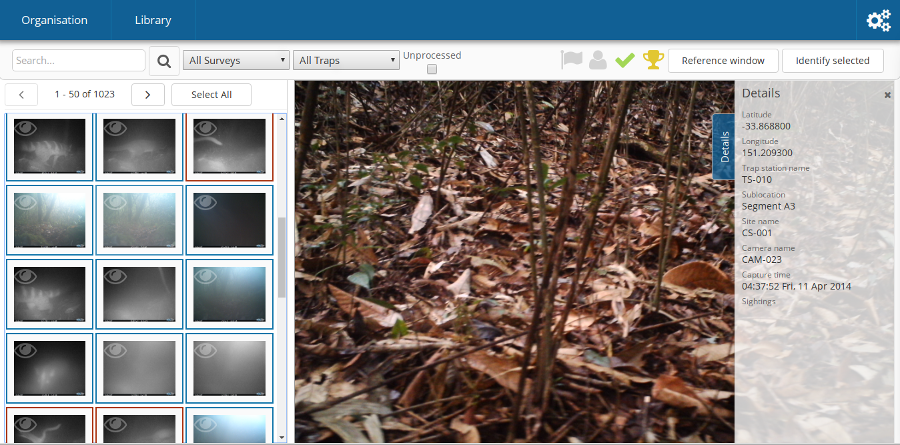 Organisation Library
Search... All Surveys All Traps Unprocessed Reference window Identify selected
1 - 50 of 1023 Select All
Details
Details
Latitude
-33.868800
Longitude
151.209300
Trap station name
TS-010
Sublocation
Segment A3
Site name
CS-001
Camera name
CAM-023
Capture time
04:37:52 Fri, 11 Apr 2014
Sightings